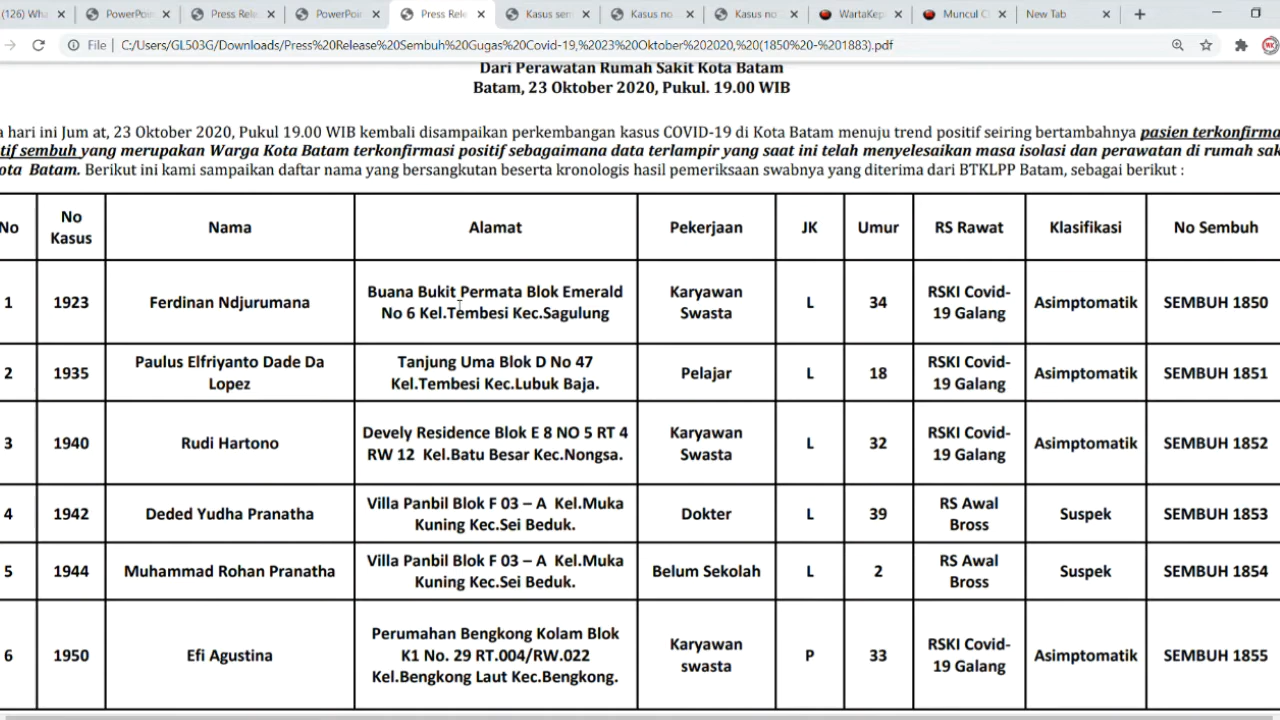 (126) Wha
PowerPoin
Press Rele
PowerPoin
Press Rele
Kasus sem
Kasus no
Kasus no
WartaKep
Muncul C
New Tab
File
C:/Users/GL503G/Downloads/Press%20Release%20Sembuh%20Gugas%20Covid-19,%2023%20Oktober%202020,%20(1850%20-%201883).pdf
Dari Perawatan Rumah Sakit Kota Batam
Batam, 23 Oktober 2020, Pukul. 19.00 WIB
a hari ini Jum at, 23 Oktober 2020, Pukul 19.00 WIB kembali disampaikan perkembangan kasus COVID-19 di Kota Batam menuju trend positif seiring bertambahnya pasien terkonfirma
tif sembuh yang merupakan Warga Kota Batam terkonfirmasi positif sebagaimana data terlampir yang saat ini telah menyelesaikan masa isolasi dan perawatan di rumah sak
ota Batam. Berikut ini kami sampaikan daftar nama yang bersangkutan beserta kronologis hasil pemeriksaan swabnya yang diterima dari BTKLPP Batam, sebagai berikut :
No
No
Kasus
Nama
Alamat
Pekerjaan
JK
Umur
RS Rawat
Klasifikasi
No Sembuh
1
1923
Ferdinan Ndjurumana
Buana Bukit Permata Blok Emerald
No 6 Kel.Tembesi Kec.Sagulung
Karyawan
Swasta
L
34
RSKI Covid-
19 Galang
Asimptomatik
SEMBUH 1850
2
1935
Paulus Elfriyanto Dade Da
Lopez
Tanjung Uma Blok D No 47
Kel.Tembesi Kec.Lubuk Baja.
Pelajar
L
18
RSKI Covid-
19 Galang
Asimptomatik
SEMBUH 1851
3
1940
Rudi Hartono
Devely Residence Blok E 8 NO 5 RT 4
RW 12 Kel.Batu Besar Kec.Nongsa.
Karyawan
Swasta
L
32
RSKI Covid-
19 Galang
Asimptomatik
SEMBUH 1852
4
1942
Deded Yudha Pranatha
Villa Panbil Blok F 03 – A Kel.Muka
Kuning Kec.Sei Beduk.
Dokter
L
39
RS Awal
Bross
Suspek
SEMBUH 1853
5
1944
Muhammad Rohan Pranatha
Villa Panbil Blok F 03 – A Kel.Muka
Kuning Kec.Sei Beduk.
Belum Sekolah
L
2
RS Awal
Bross
Suspek
SEMBUH 1854
6
1950
Efi Agustina
Perumahan Bengkong Kolam Blok
K1 No. 29 RT.004/RW.022
Kel.Bengkong Laut Kec.Bengkong.
Karyawan
swasta
P
33
RSKI Covid-
19 Galang
Asimptomatik
SEMBUH 1855